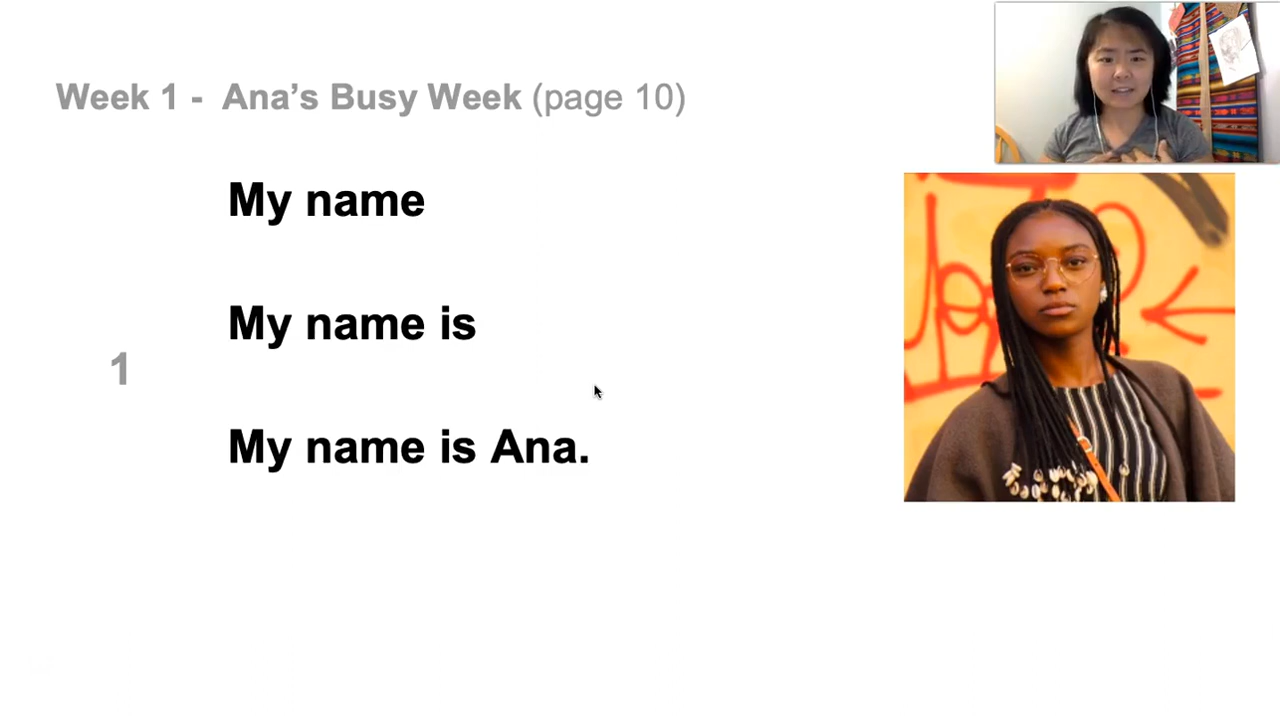 Week 1 - Ana’s Busy Week (page 10)
My name
My name is
1
My name is Ana.